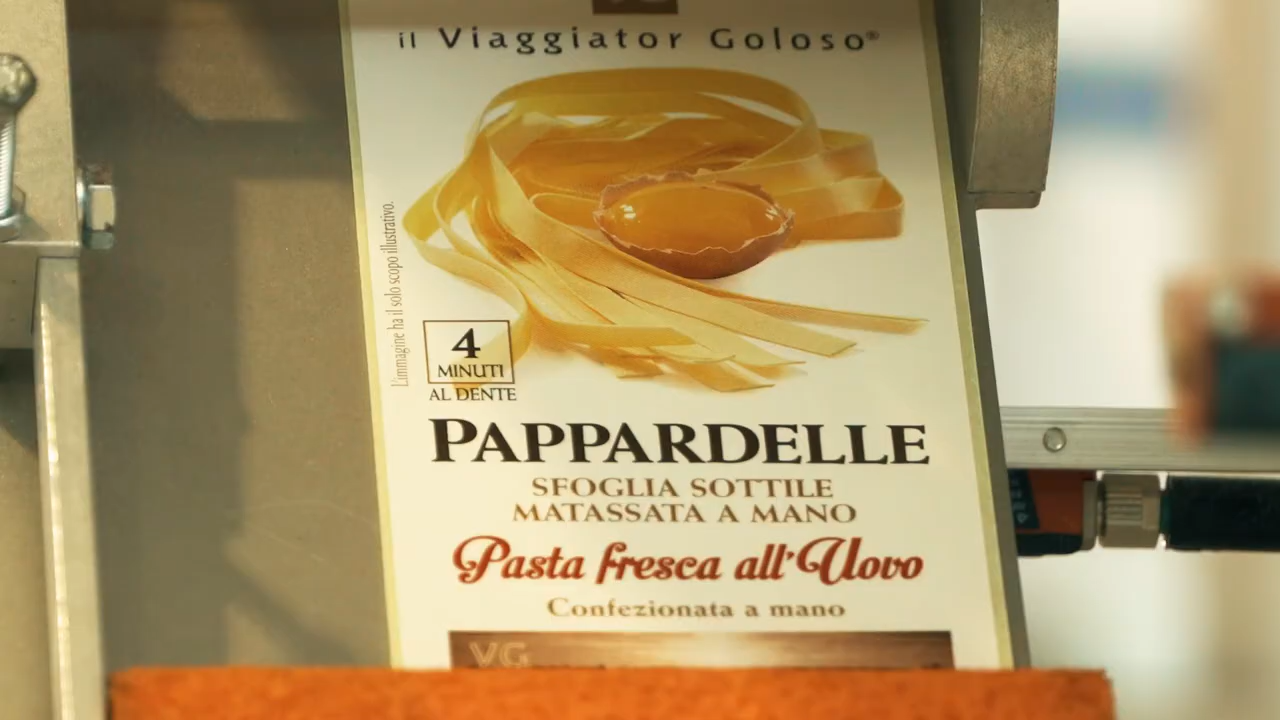 il Viaggiator Goloso®
L'immagine ha il solo scopo illustrativo.
4
MINUTI
AL DENTE
PAPPARDELLE
SFOGLIA SOTTILE
MATASSATA A MANO
Pasta fresca all'Uovo
Confezionata a mano
VG